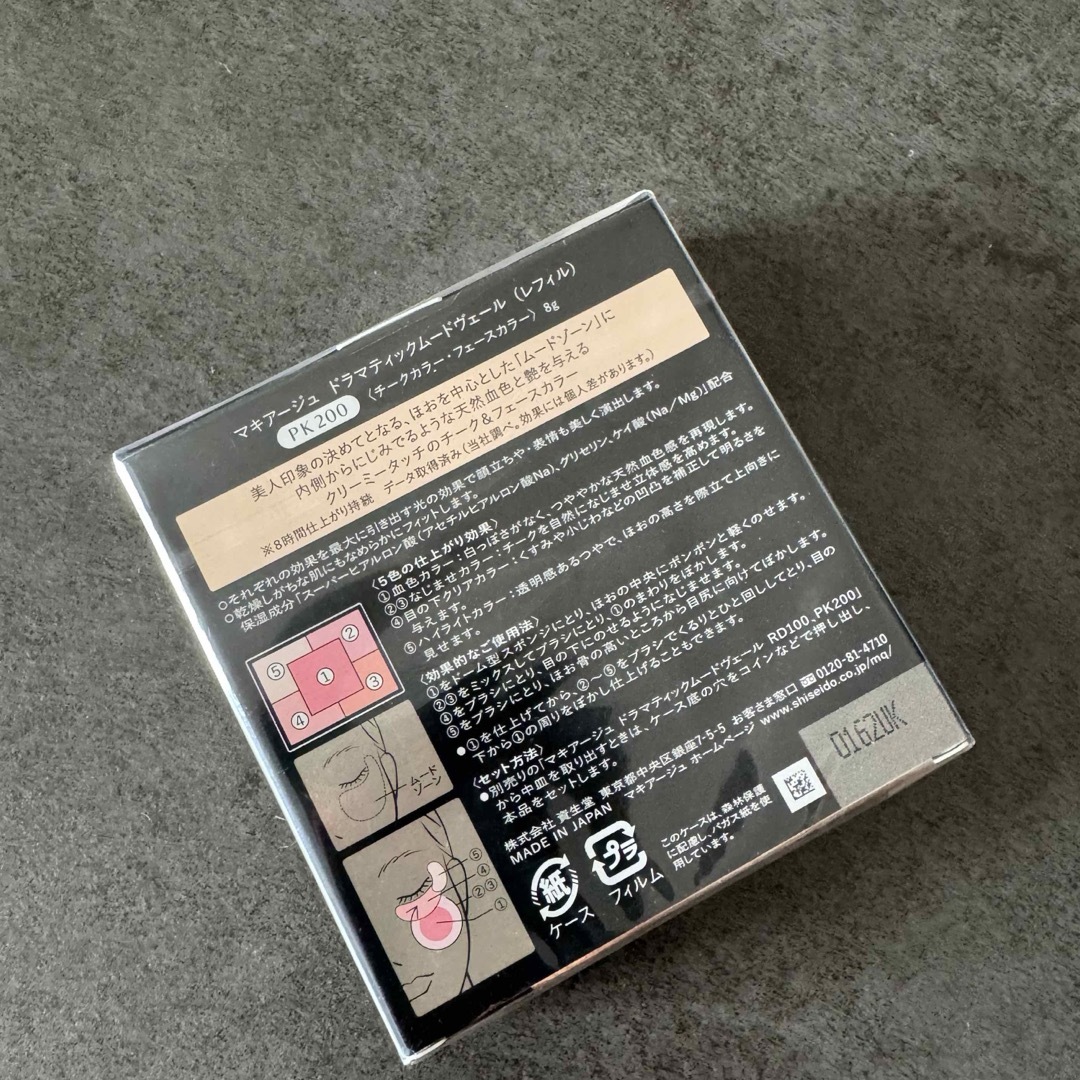 マキアージュ ドラマティックムードヴェール (レフィル)
PK200 〈チークカラー・フェースカラー〉 8g
美人印象の決めてとなる、ほおを中心とした「ムードゾーン」に
内側からにじみでるような天然血色と艶を与える
クリーミータッチのチーク&フェースカラー
※8時間仕上がり持続 データ取得済み(当社調べ。効果には個人差があります。)
○それぞれの効果を最大に引き出す光の効果で顔立ちや・表情も美しく演出します。
○乾燥しがちな肌にもなめらかにフィットします。
保湿成分「スーパーヒアルロン酸(アセチルヒアルロン酸Na)、グリセリン、ケイ酸(Na/Mg)」配合
〈5色の仕上がり効果〉
①血色カラー:白っぽさがなく、つややかな天然血色感を再現します。
②③なじませカラー:チークを自然になじませ立体感を高めます。
④目の下クリアカラー:くすみや小じわなどの凹凸を補正して明るさを
与えます。
⑤ハイライトカラー:透明感あるつやで、ほおの高さを際立て上向きに
見せます。
〈効果的なご使用法〉
①をドーム型スポンジにとり、ほおの中央にポンポンと軽くのせます。
②③をミックスしてブラシにとり、①のまわりをぼかします。
④をブラシにとり、目の下にのせるようになじませます。
⑤をブラシにとり、ほお骨の高いところから目尻に向けてぼかします。
●①を仕上げてから、②～⑤をブラシでくるりとひと回ししてとり、目の
下から①の周りをぼかし仕上げることもできます。
〈セット方法〉
●別売りの「マキアージュ ドラマティックムードヴェール RD100、PK200」
から中皿を取り出すときは、ケース底の穴をコインなどで押し出し、
本品をセットします。
株式会社 資生堂 東京都中央区銀座7-5-5 お客さま窓口 0120-81-4710
MADE IN JAPAN マキアージュ ホームページ www.shiseido.co.jp/mq/
①
②
③
④
⑤
ムード
ゾーン
⑤
④
②③
①
紙
ケース
プラ
フィルム
このケースは、森林保護
に配慮し、バガス紙を使
用しています。
0162UK